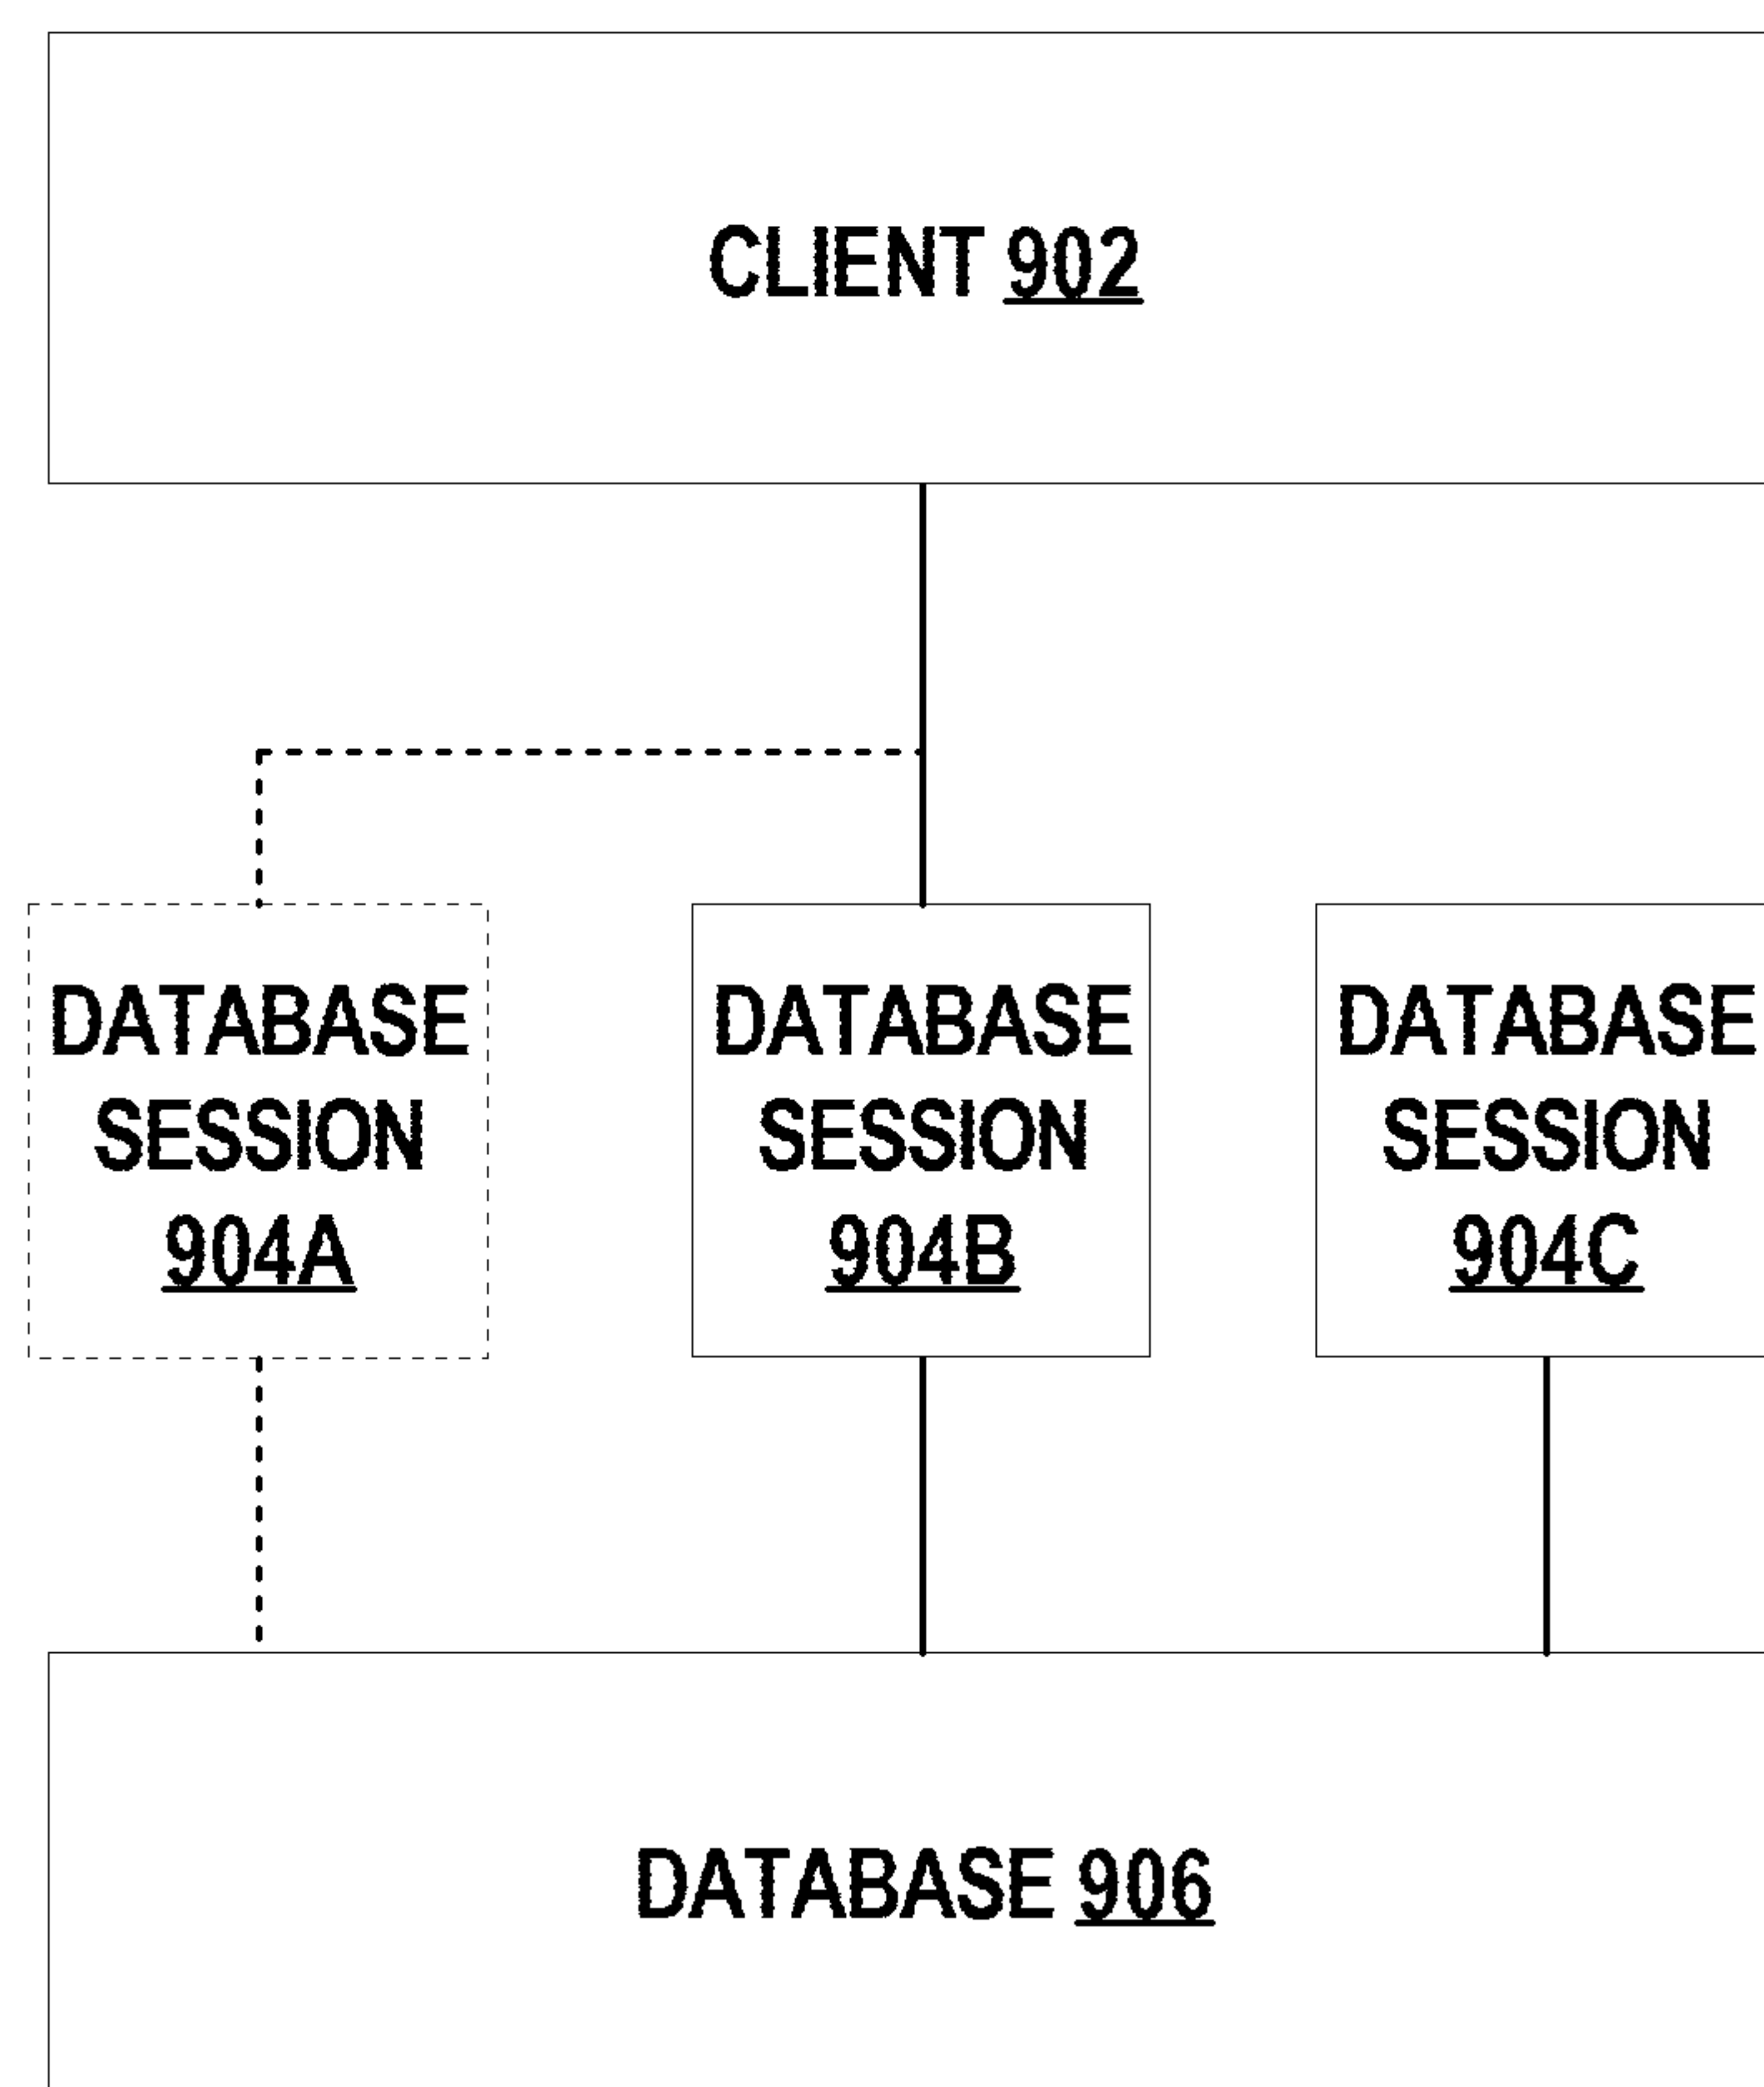 CLIENT 902
DATABASE
SESSION
904A
DATABASE
SESSION
904B
DATABASE
SESSION
904C
DATABASE 906